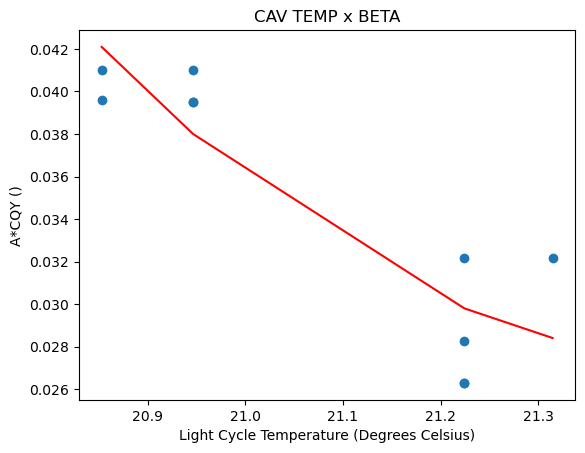 CAV TEMP x BETA
0.042
0.040
0.038
0.036
0.034
0.032
0.030
0.028
0.026
A*CQY ()
20.9 21.0 21.1 21.2 21.3
Light Cycle Temperature (Degrees Celsius)